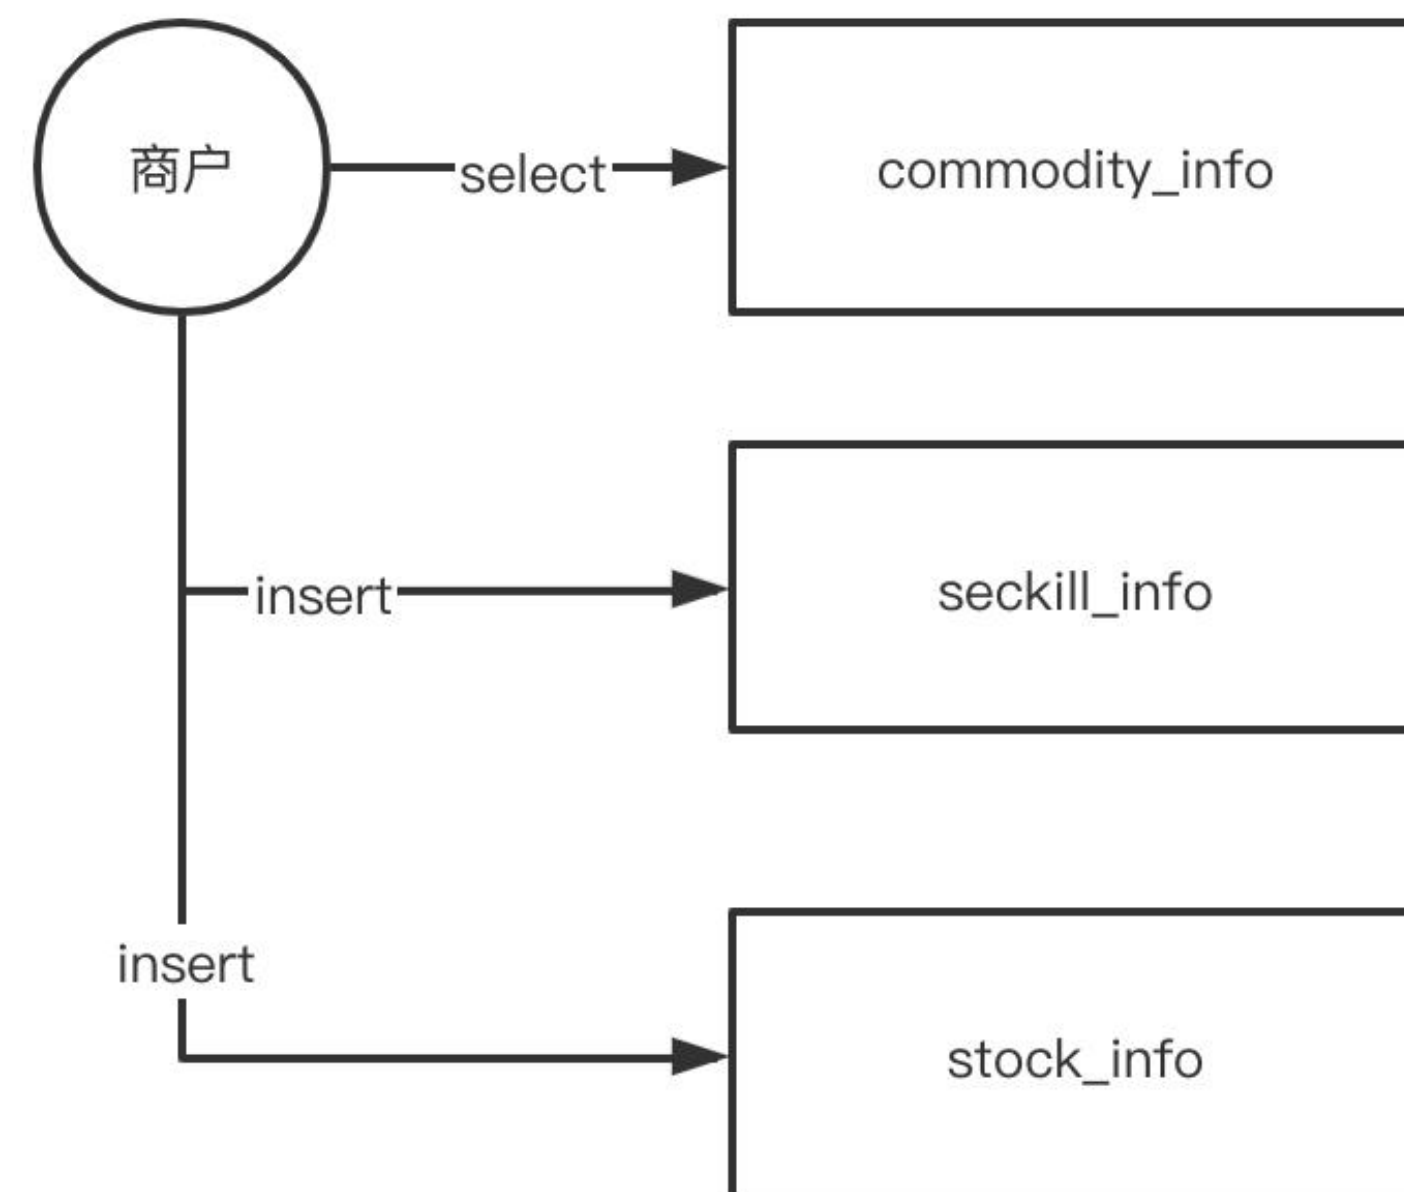 商户
select
commodity_info
insert
seckill_info
insert
stock_info